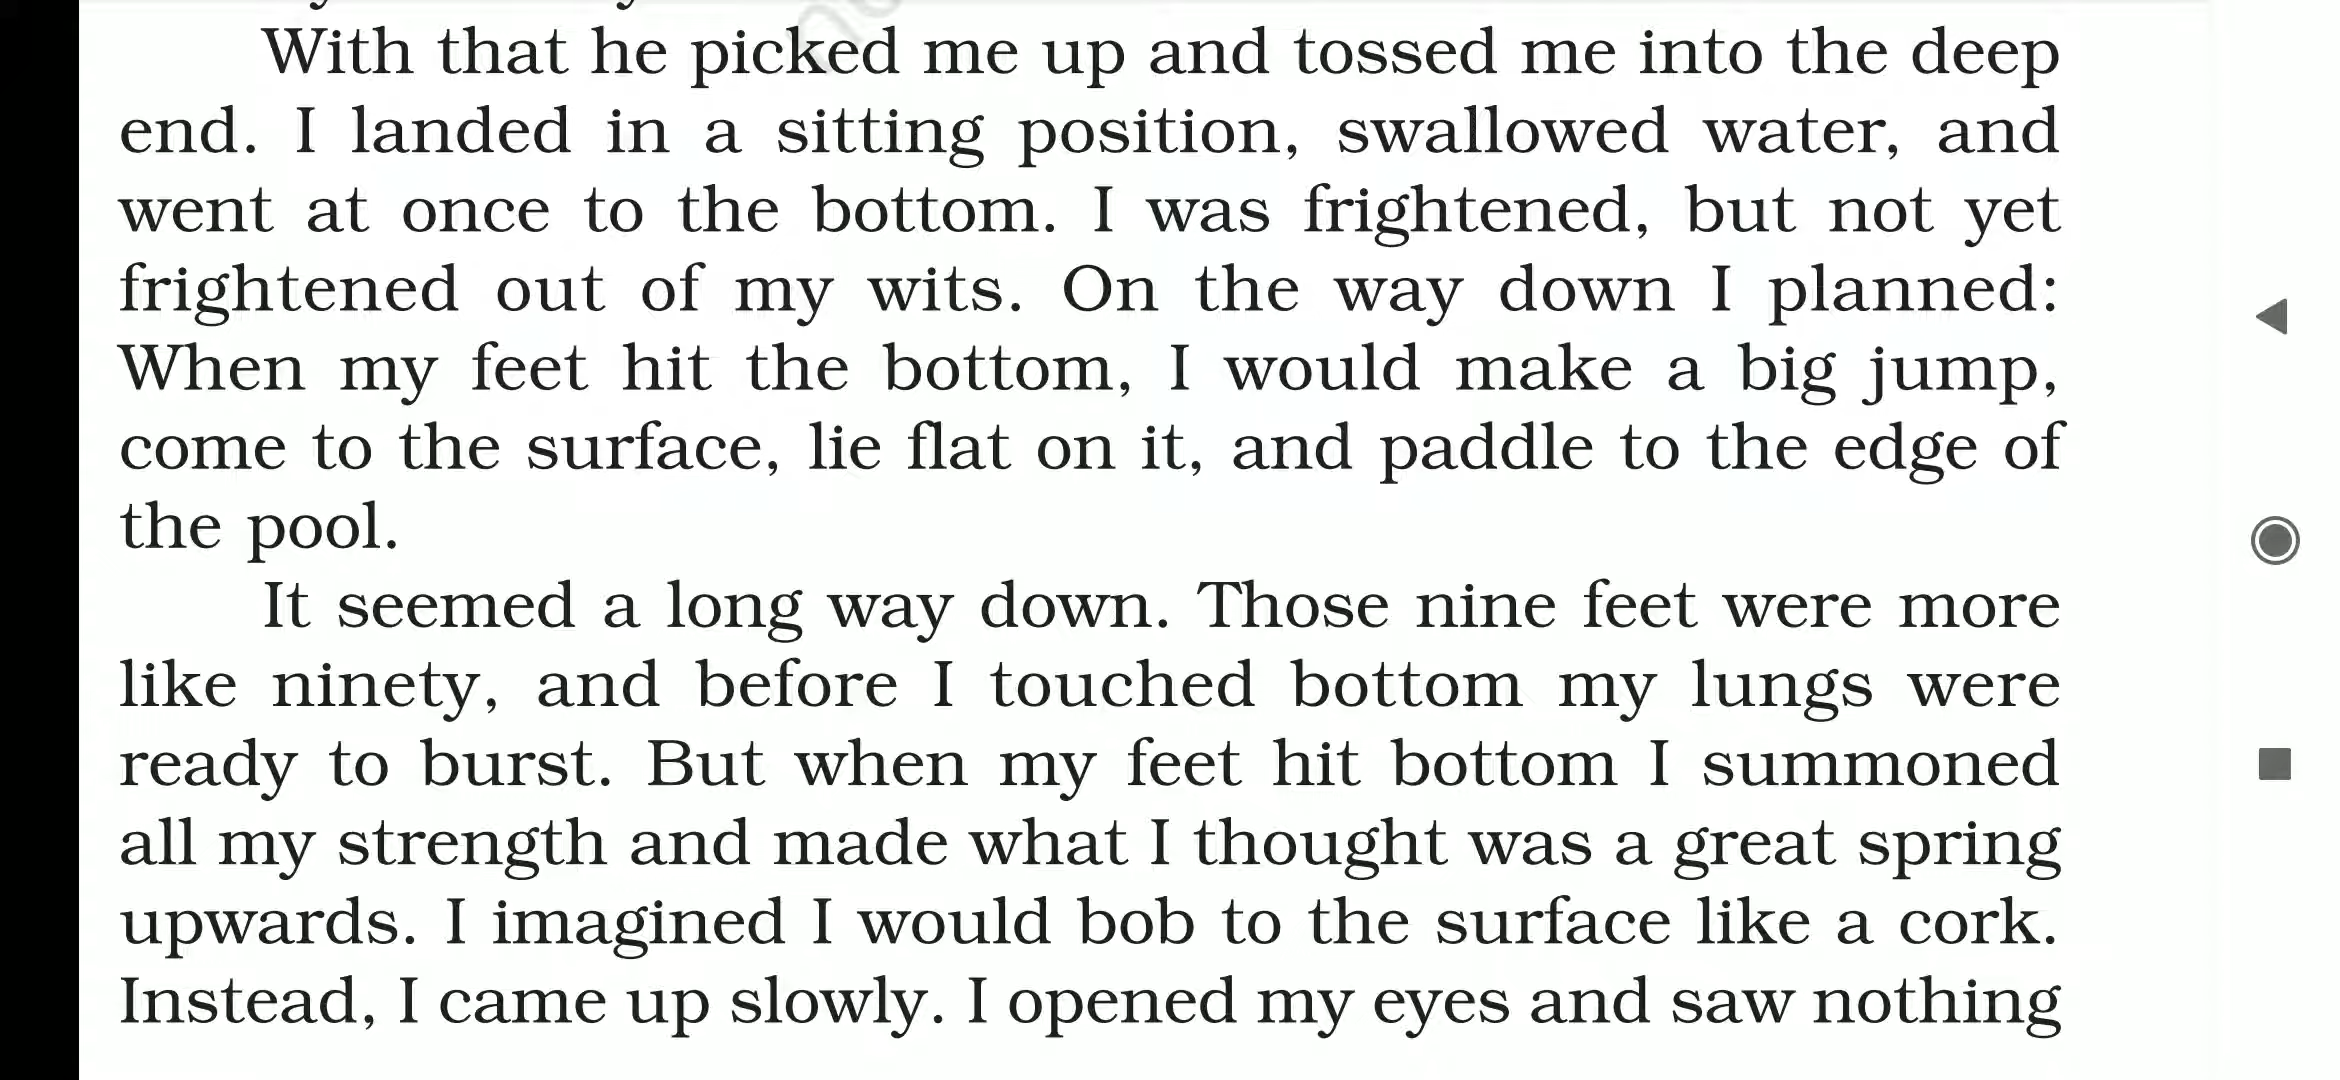 With that he picked me up and tossed me into the deep
end. I landed in a sitting position, swallowed water, and
went at once to the bottom. I was frightened, but not yet
frightened out of my wits. On the way down I planned:
When my feet hit the bottom, I would make a big jump,
come to the surface, lie flat on it, and paddle to the edge of
the pool.
It seemed a long way down. Those nine feet were more
like ninety, and before I touched bottom my lungs were
ready to burst. But when my feet hit bottom I summoned
all my strength and made what I thought was a great spring
upwards. I imagined I would bob to the surface like a cork.
Instead, I came up slowly. I opened my eyes and saw nothing